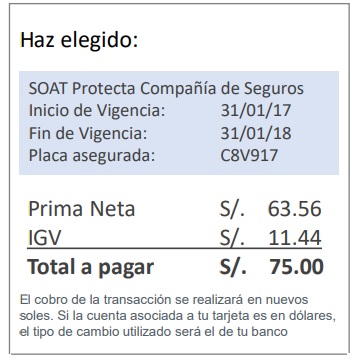 Haz elegido:
SOAT Protecta Compañía de Seguros
Inicio de Vigencia: 31/01/17
Fin de Vigencia: 31/01/18
Placa asegurada: C8V917
Prima Neta S/. 63.56
IGV S/. 11.44
Total a pagar S/. 75.00
El cobro de la transacción se realizará en nuevos
soles. Si la cuenta asociada a tu tarjeta es en dólares,
el tipo de cambio utilizado será el de tu banco